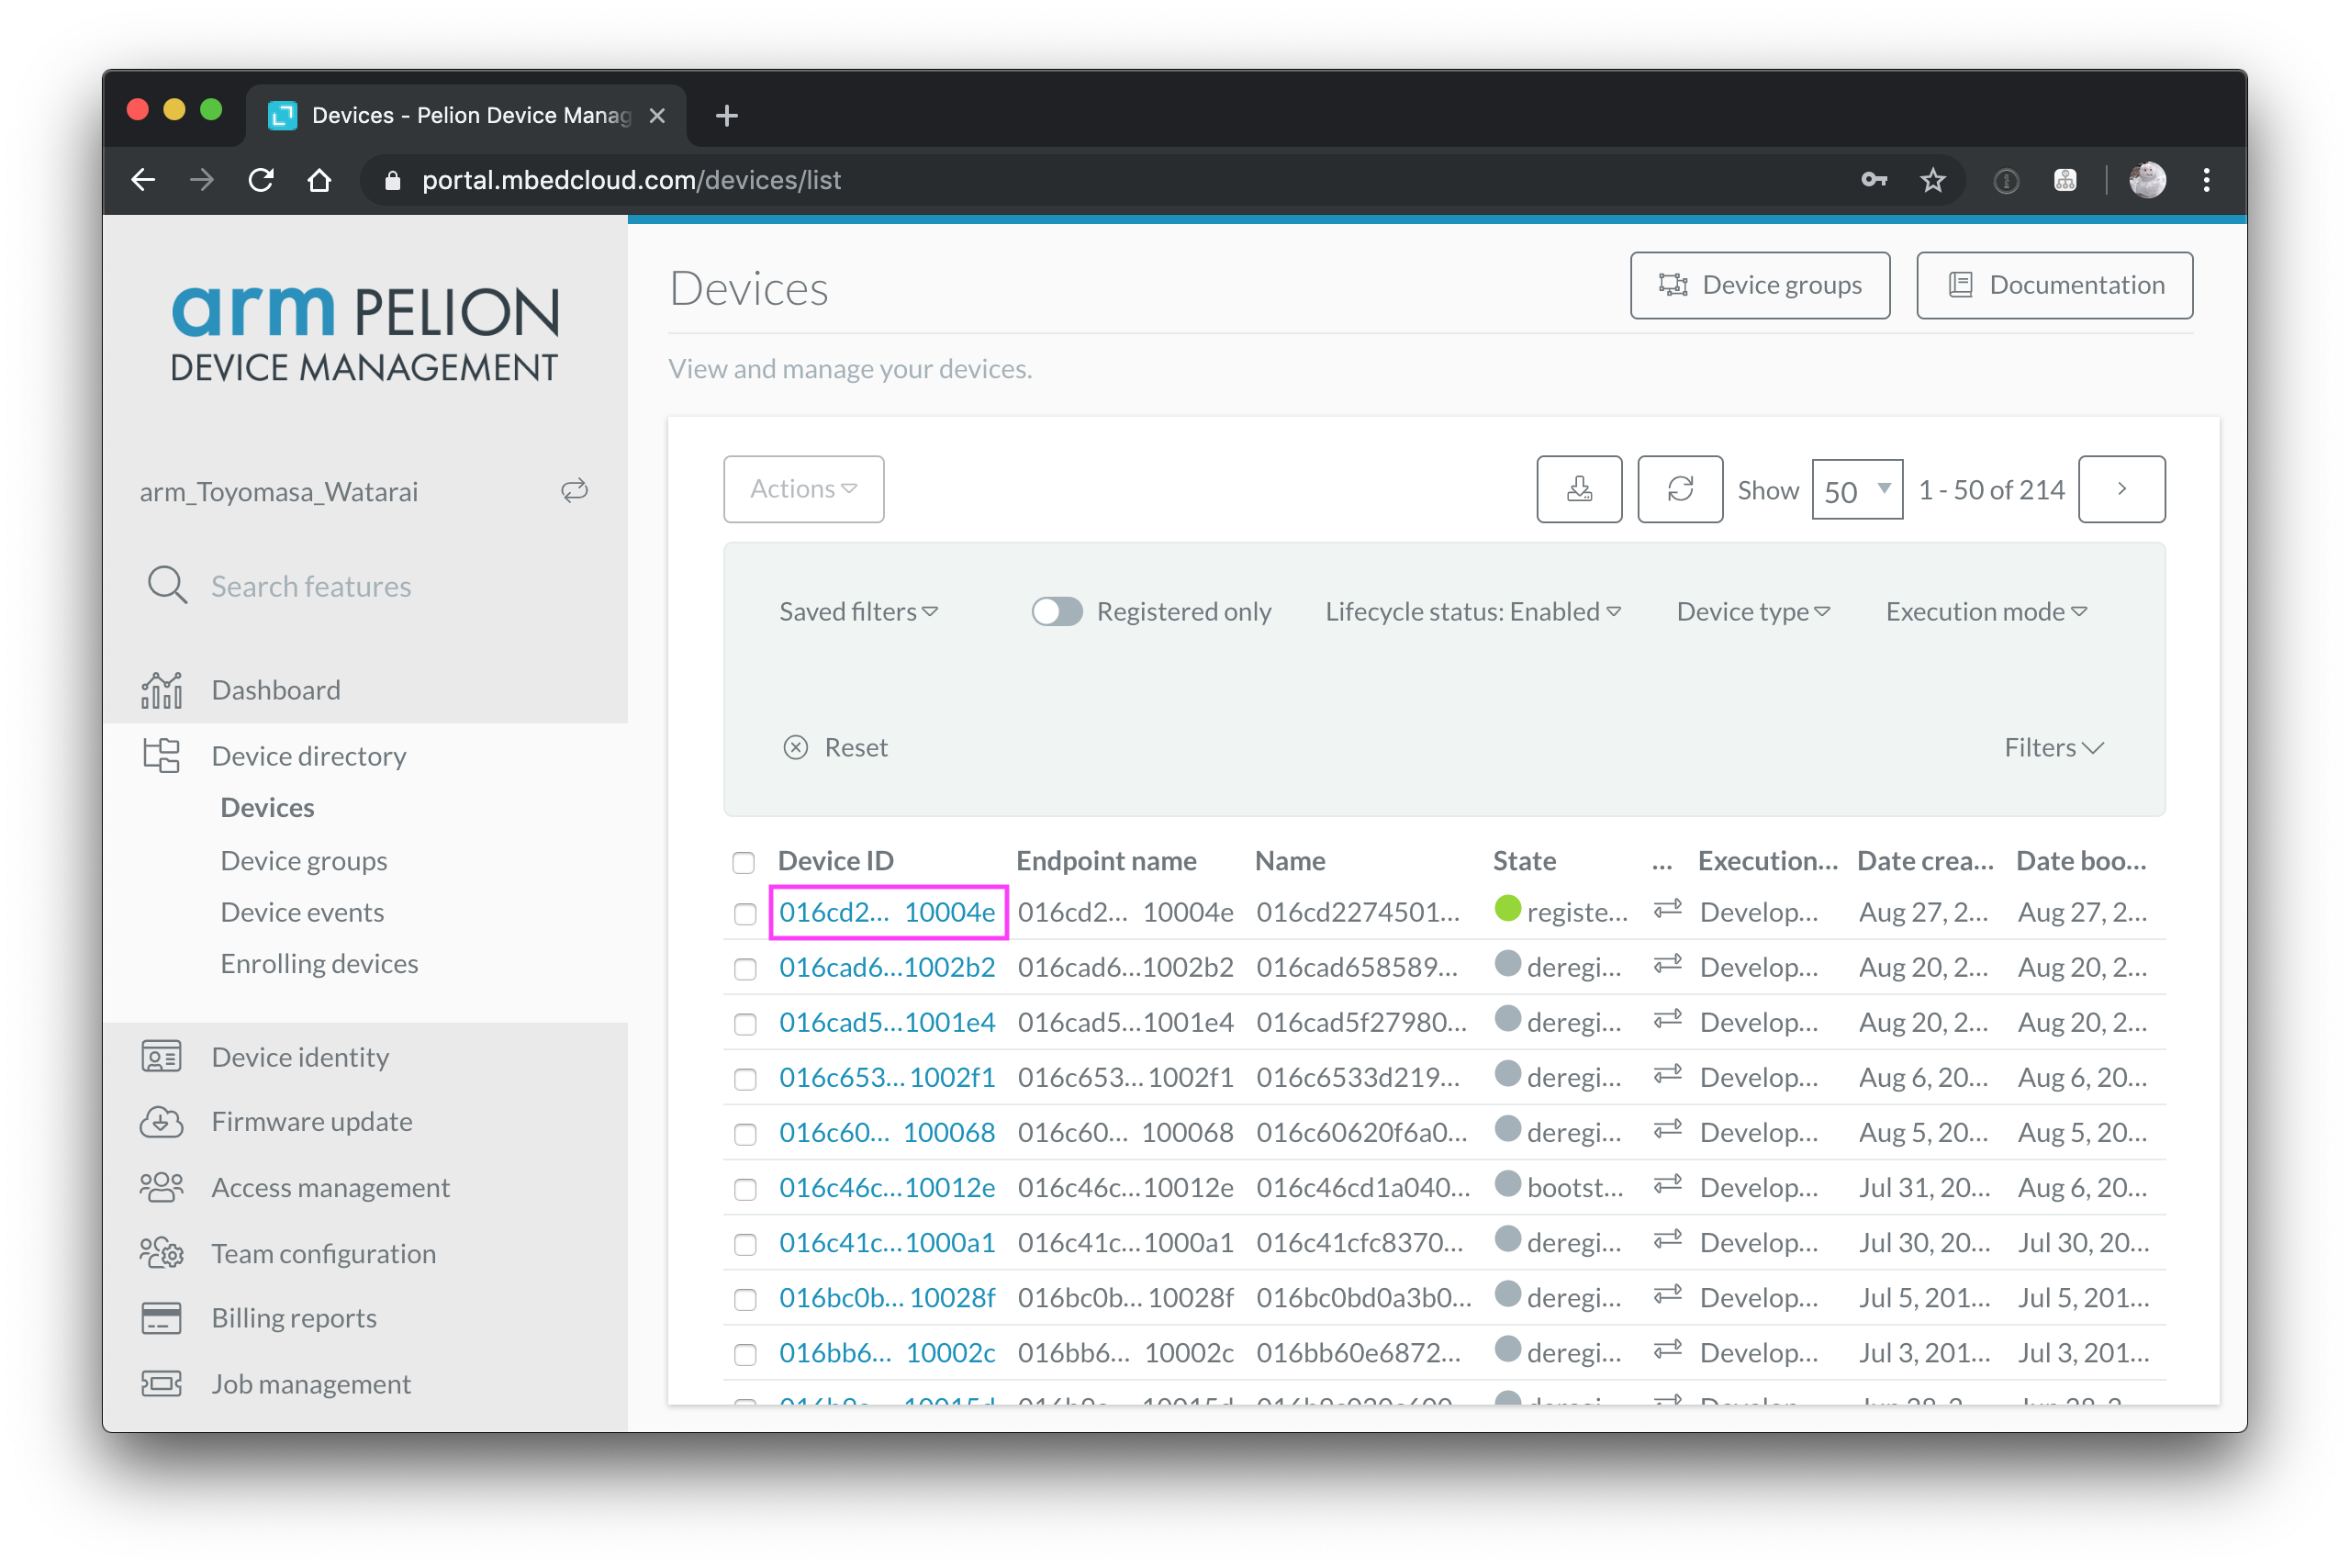 Devices - Pelion Device Manag
portal.mbedcloud.com/devices/list
arm PELION
DEVICE MANAGEMENT
arm_Toyomasa_Watarai
Search features
Dashboard
Device directory
Devices
Device groups
Device events
Enrolling devices
Device identity
Firmware update
Access management
Team configuration
Billing reports
Job management
Devices
Device groups
Documentation
View and manage your devices.
Actions
Show 50 1 - 50 of 214
Saved filters Registered only Lifecycle status: Enabled Device type Execution mode
Reset Filters
Device ID Endpoint name Name State ... Execution... Date crea... Date boo...
016cd2... 10004e 016cd2... 10004e 016cd2274501... registe... Develop... Aug 27, 2... Aug 27, 2...
016cad6...1002b2 016cad6...1002b2 016cad658589... deregi... Develop... Aug 20, 2... Aug 20, 2...
016cad5...1001e4 016cad5...1001e4 016cad5f27980... deregi... Develop... Aug 20, 2... Aug 20, 2...
016c653...1002f1 016c653...1002f1 016c6533d219... deregi... Develop... Aug 6, 20... Aug 6, 20...
016c60... 100068 016c60... 100068 016c60620f6a0... deregi... Develop... Aug 5, 20... Aug 5, 20...
016c46c...10012e 016c46c...10012e 016c46cd1a040... bootst... Develop... Jul 31, 20... Aug 6, 20...
016c41c...1000a1 016c41c...1000a1 016c41cfc8370... deregi... Develop... Jul 30, 20... Jul 30, 20...
016bc0b...10028f 016bc0b...10028f 016bc0bd0a3b0... deregi... Develop... Jul 5, 201... Jul 5, 201...
016bb6... 10002c 016bb6... 10002c 016bb60e6872... deregi... Develop... Jul 3, 201... Jul 3, 201...